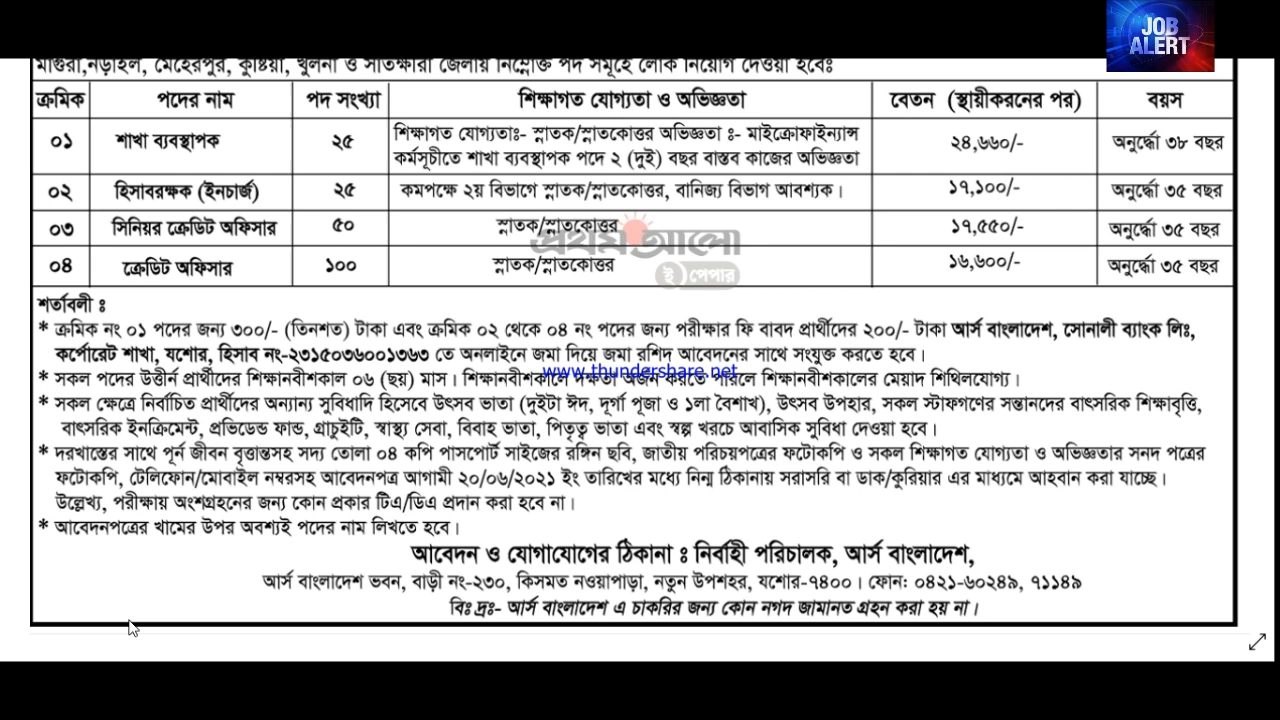 JOB
ALERT
মাগুরা,নড়াইল, মেহেরপুর, কুষ্টিয়া, খুলনা ও সাতক্ষীরা জেলায় নিম্নোক্ত পদ সমূহে লোক নিয়োগ দেওয়া হবেঃ
ক্রমিক পদের নাম পদ সংখ্যা শিক্ষাগত যোগ্যতা ও অভিজ্ঞতা বেতন (স্থায়ীকরনের পর) বয়স
০১ শাখা ব্যবস্থাপক ২৫ শিক্ষাগত যোগ্যতাঃ- স্নাতক/স্নাতকোত্তর অভিজ্ঞতা ঃ- মাইক্রোফাইন্যান্স ২৪,৬৬০/- অনুর্দ্ধো ৩৮ বছর
কর্মসূচীতে শাখা ব্যবস্থাপক পদে ২ (দুই) বছর বাস্তব কাজের অভিজ্ঞতা
০২ হিসাবরক্ষক (ইনচার্জ) ২৫ কমপক্ষে ২য় বিভাগে স্নাতক/স্নাতকোত্তর, বানিজ্য বিভাগ আবশ্যক। ১৭,১০০/- অনুর্দ্ধো ৩৫ বছর
০৩ সিনিয়র ক্রেডিট অফিসার ৫০ স্নাতক/স্নাতকোত্তর ১৭,৫৫০/- অনুর্দ্ধো ৩৫ বছর
প্রথম আলো
০৪ ক্রেডিট অফিসার ১০০ স্নাতক/স্নাতকোত্তর ১৬,৬০০/- অনুর্দ্ধো ৩৫ বছর
ই পেপার
শর্তাবলী ঃ
* ক্রমিক নং ০১ পদের জন্য ৩০০/- (তিনশত) টাকা এবং ক্রমিক ০২ থেকে ০৪ নং পদের জন্য পরীক্ষার ফি বাবদ প্রার্থীদের ২০০/- টাকা আর্স বাংলাদেশ, সোনালী ব্যাংক লিঃ,
কর্পোরেট শাখা, যশোর, হিসাব নং-২৩১৫০৩৬০০১৩৬৩ তে অনলাইনে জমা দিয়ে জমা রশিদ আবেদনের সাথে সংযুক্ত করতে হবে।
www.thundershare.net
* সকল পদের উত্তীর্ন প্রার্থীদের শিক্ষানবীশকাল ০৬ (ছয়) মাস। শিক্ষানবীশকালে দক্ষতা অর্জন করতে পারলে শিক্ষানবীশকালের মেয়াদ শিথিলযোগ্য।
* সকল ক্ষেত্রে নির্বাচিত প্রার্থীদের অন্যান্য সুবিধাদি হিসেবে উৎসব ভাতা (দুইটা ঈদ, দূর্গা পূজা ও ১লা বৈশাখ), উৎসব উপহার, সকল স্টাফগণের সন্তানদের বাৎসরিক শিক্ষাবৃত্তি,
বাৎসরিক ইনক্রিমেন্ট, প্রভিডেন্ড ফান্ড, গ্রাচুইটি, স্বাস্থ্য সেবা, বিবাহ ভাতা, পিতৃত্ব ভাতা এবং স্বল্প খরচে আবাসিক সুবিধা দেওয়া হবে।
* দরখাস্তের সাথে পূর্ন জীবন বৃত্তান্তসহ সদ্য তোলা ০৪ কপি পাসপোর্ট সাইজের রঙ্গিন ছবি, জাতীয় পরিচয়পত্রের ফটোকপি ও সকল শিক্ষাগত যোগ্যতা ও অভিজ্ঞতার সনদ পত্রের
ফটোকপি, টেলিফোন/মোবাইল নম্বরসহ আবেদনপত্র আগামী ২০/০৬/২০২১ ইং তারিখের মধ্যে নিন্ম ঠিকানায় সরাসরি বা ডাক/কুরিয়ার এর মাধ্যমে আহবান করা যাচ্ছে।
উল্লেখ্য, পরীক্ষায় অংশগ্রহনের জন্য কোন প্রকার টিএ/ডিএ প্রদান করা হবে না।
* আবেদনপত্রের খামের উপর অবশ্যই পদের নাম লিখতে হবে।
আবেদন ও যোগাযোগের ঠিকানা ঃ নির্বাহী পরিচালক, আর্স বাংলাদেশ,
আর্স বাংলাদেশ ভবন, বাড়ী নং-২৩০, কিসমত নওয়াপাড়া, নতুন উপশহর, যশোর-৭৪০০। ফোনঃ ০৪২১-৬০২৪৯, ৭১১৪৯
বিঃ দ্রঃ- আর্স বাংলাদেশ এ চাকরির জন্য কোন নগদ জামানত গ্রহন করা হয় না।